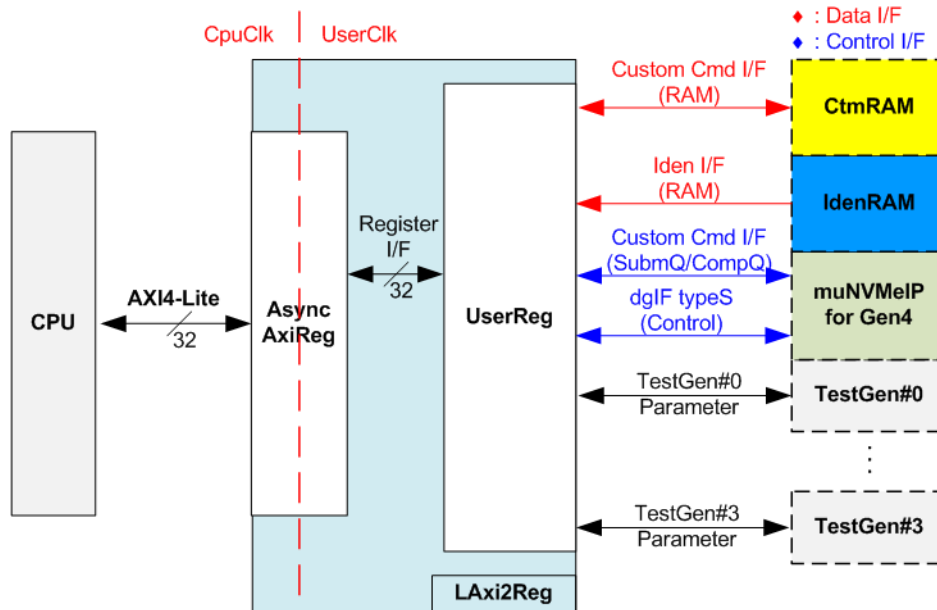 CpuClk
UserClk
♦ : Data I/F
♦ : Control I/F
Custom Cmd I/F
(RAM)
CtmRAM
Iden I/F
(RAM)
IdenRAM
Register
I/F
32
Custom Cmd I/F
(SubmQ/CompQ)
dgIF typeS
(Control)
muNVMeIP
for Gen4
CPU
AXI4-Lite
32
Async
AxiReg
UserReg
TestGen#0
Parameter
TestGen#0
TestGen#3
Parameter
TestGen#3
LAxi2Reg